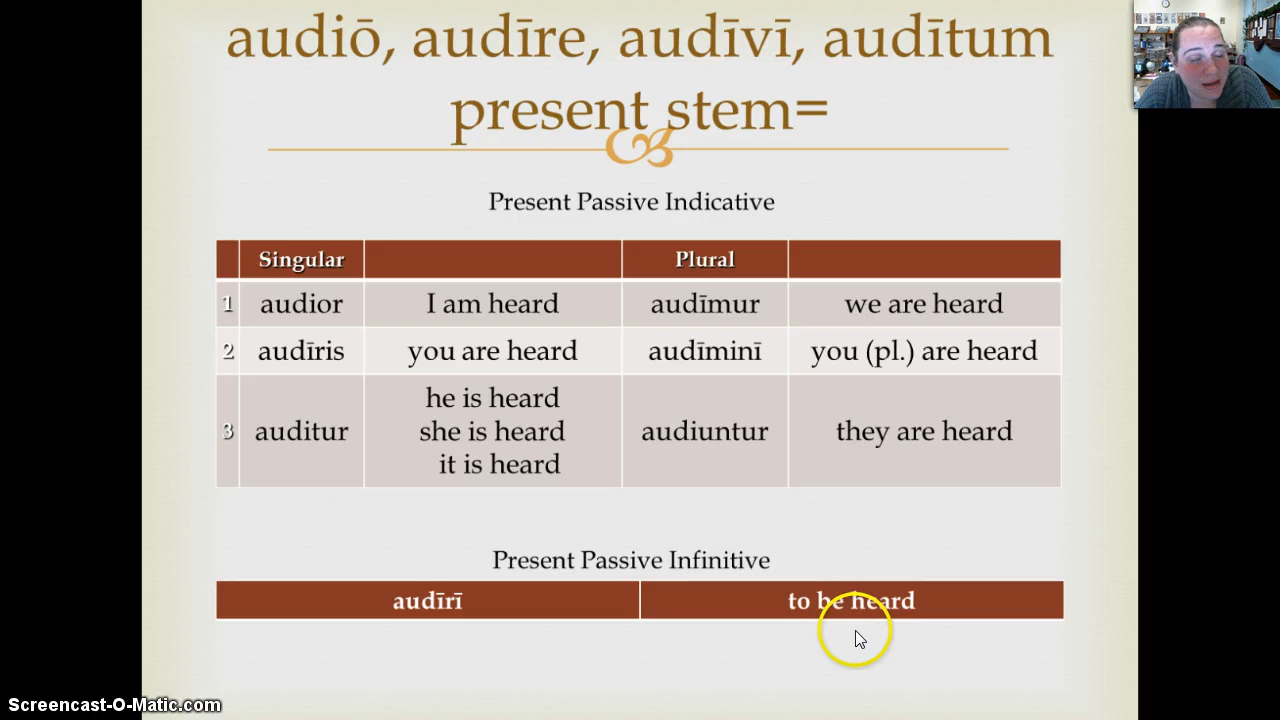 audiō, audīre, audīvī, audītum
present stem=
Present Passive Indicative
Singular Plural
1 audior I am heard audīmur we are heard
2 audīris you are heard audīminī you (pl.) are heard
he is heard
3 auditur she is heard audiuntur they are heard
it is heard
Present Passive Infinitive
audīrī to be heard
Screencast-O-Matic.com